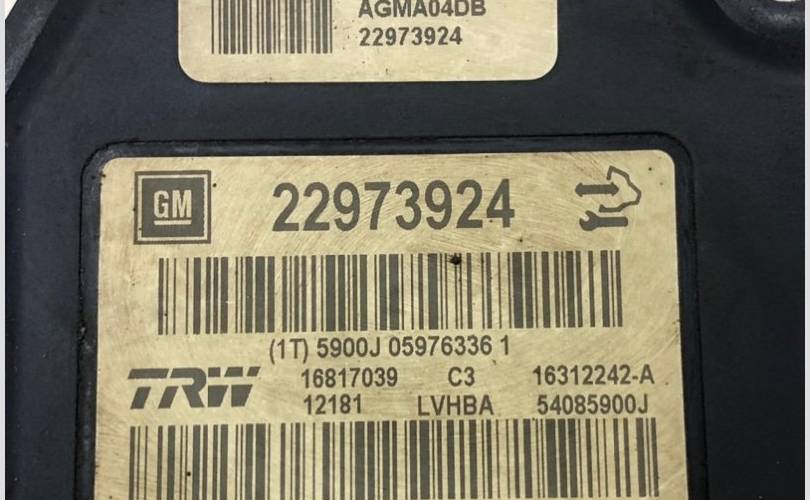 AGMA04DB
22973924
GM 22973924
(1T) 5900J 05976336 1
TRW 16817039 C3 16312242-A
12181 LVHBA 54085900J